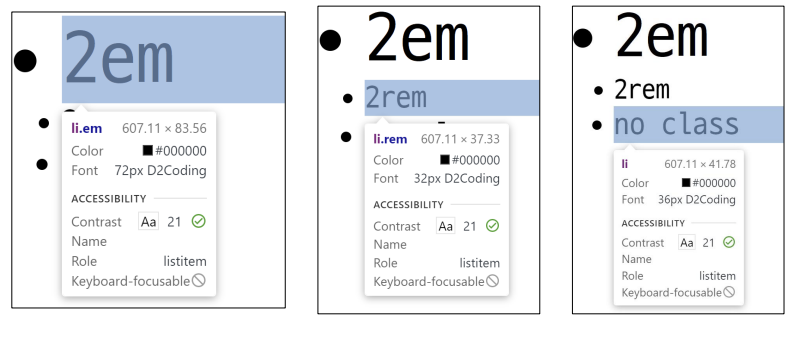 2em
li.em 607.11 × 83.56
Color #000000
Font 72px D2Coding
ACCESSIBILITY
Contrast Aa 21
Name
Role listitem
Keyboard-focusable
2em
2rem
li.rem 607.11 × 37.33
Color #000000
Font 32px D2Coding
ACCESSIBILITY
Contrast Aa 21
Name
Role listitem
Keyboard-focusable
2em
2rem
no class
li 607.11 × 41.78
Color #000000
Font 36px D2Coding
ACCESSIBILITY
Contrast Aa 21
Name
Role listitem
Keyboard-focusable